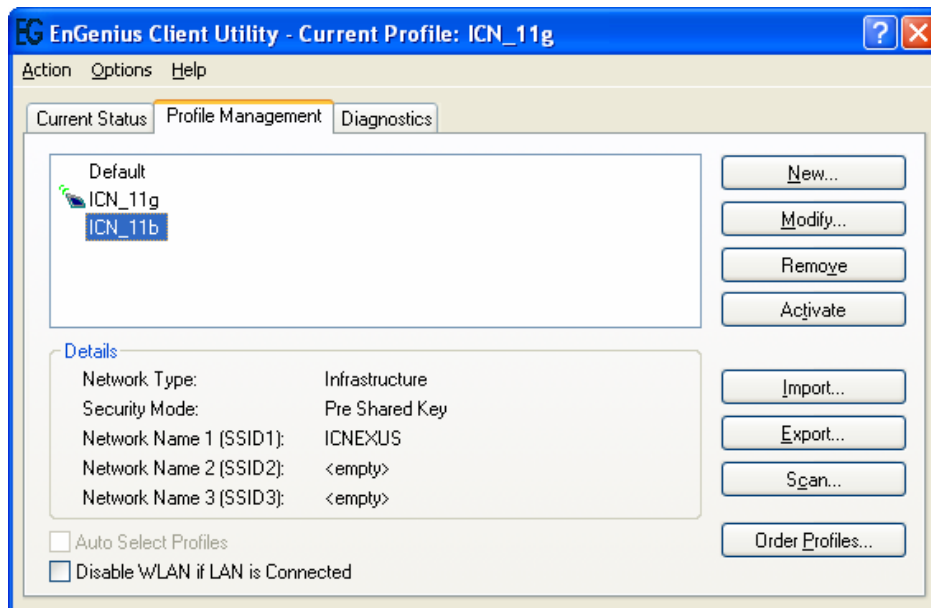 EG EnGenius Client Utility - Current Profile: ICN_11g ?
Action Options Help
Current Status Profile Management Diagnostics
Default
ICN_11g
ICN_11b
New...
Modify...
Remove
Activate
Details
Network Type: Infrastructure
Security Mode: Pre Shared Key
Network Name 1 (SSID1): ICNEXUS
Network Name 2 (SSID2): <empty>
Network Name 3 (SSID3): <empty>
Import...
Export...
Scan...
Auto Select Profiles
Order Profiles...
Disable WLAN if LAN is Connected